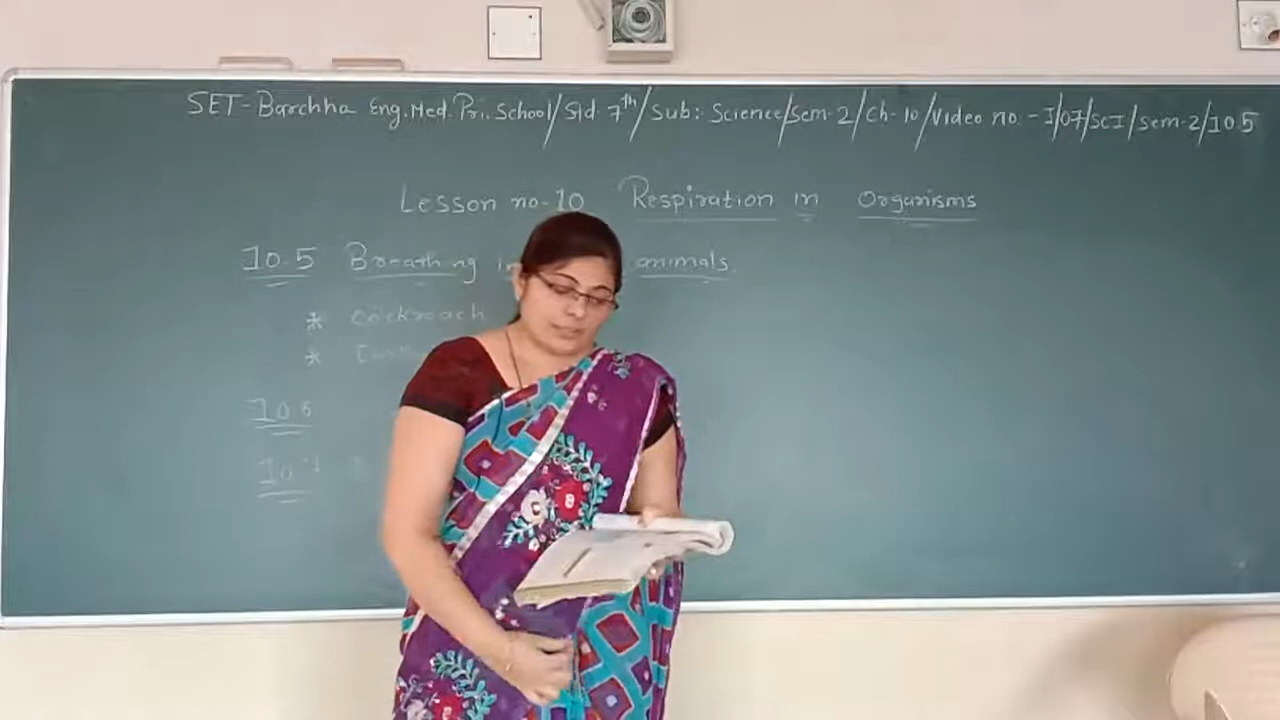 SET-Barchha Eng.Med.Pri.School/Std.7th/Sub: Science/Sem-2/Ch-10/Video no-I/07/SCI/Sem-2/10.5
Lesson no-10 Respiration in Organisms
10.5 Breathing in animals
* Cockroach
*
10.6
10.7